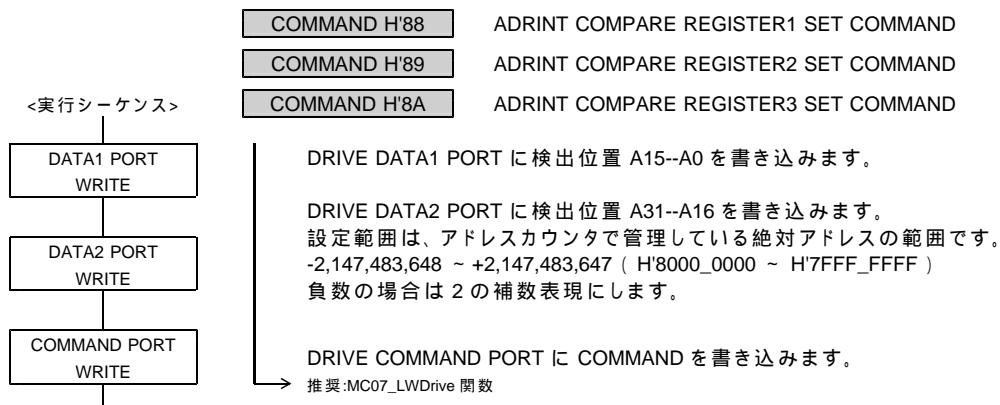 COMMAND H'88 ADRINT COMPARE REGISTER1 SET COMMAND
COMMAND H'89 ADRINT COMPARE REGISTER2 SET COMMAND
COMMAND H'8A ADRINT COMPARE REGISTER3 SET COMMAND
<実行シーケンス>
DATA1 PORT
WRITE
DRIVE DATA1 PORT に検出位置 A15--A0 を書き込みます。
DATA2 PORT
WRITE
DRIVE DATA2 PORT に検出位置 A31--A16 を書き込みます。
設定範囲は、アドレスカウンタで管理している絶対アドレスの範囲です。
-2,147,483,648 ~ +2,147,483,647 ( H'8000_0000 ~ H'7FFF_FFFF )
負数の場合は 2 の補数表現にします。
COMMAND PORT
WRITE
DRIVE COMMAND PORT に COMMAND を書き込みます。
推奨:MC07_LWDrive 関数